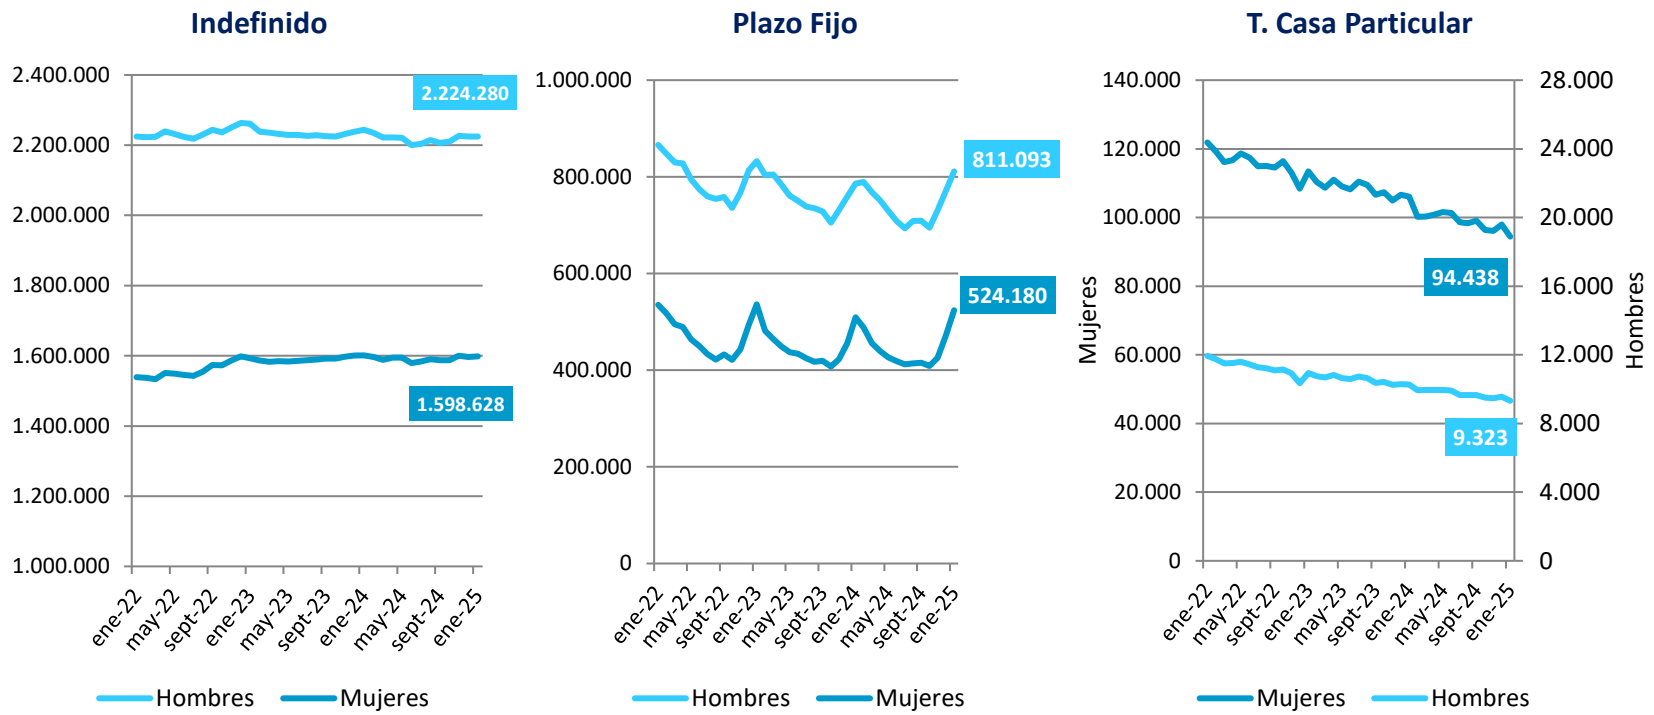 Indefinido
2.400.000
2.200.000
2.000.000
1.800.000
1.600.000
1.400.000
1.200.000
1.000.000
2.224.280
1.598.628
ene-22
may-22
sept-22
ene-23
may-23
sept-23
ene-24
may-24
sept-24
ene-25
Hombres
Mujeres
Plazo Fijo
1.000.000
800.000
600.000
400.000
200.000
0
811.093
524.180
ene-22
may-22
sept-22
ene-23
may-23
sept-23
ene-24
may-24
sept-24
ene-25
Hombres
Mujeres
T. Casa Particular
Mujeres
140.000
120.000
100.000
80.000
60.000
40.000
20.000
0
94.438
9.323
28.000
24.000
20.000
16.000
12.000
8.000
4.000
0
Hombres
ene-22
may-22
sept-22
ene-23
may-23
sept-23
ene-24
may-24
sept-24
ene-25
Mujeres
Hombres